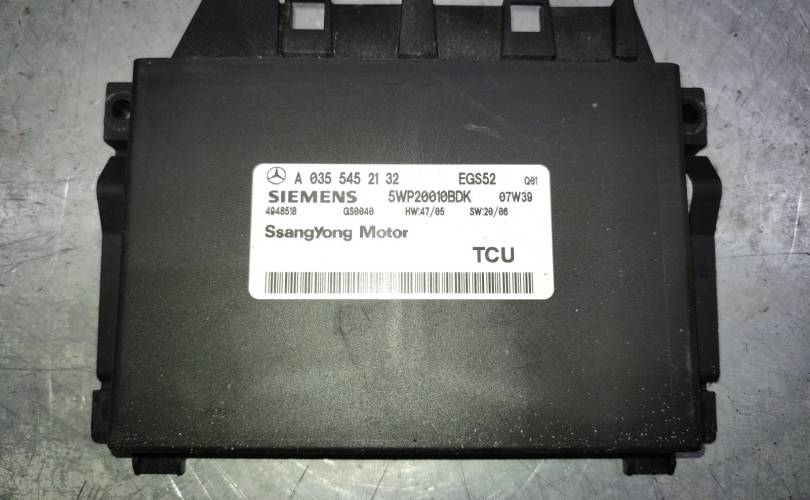 A 035 545 21 32 EGS52 Q01
SIEMENS 5WP20010BDK 07W39
4948518 GS0040 HW:47/05 SW:20/06
SsangYong Motor
TCU